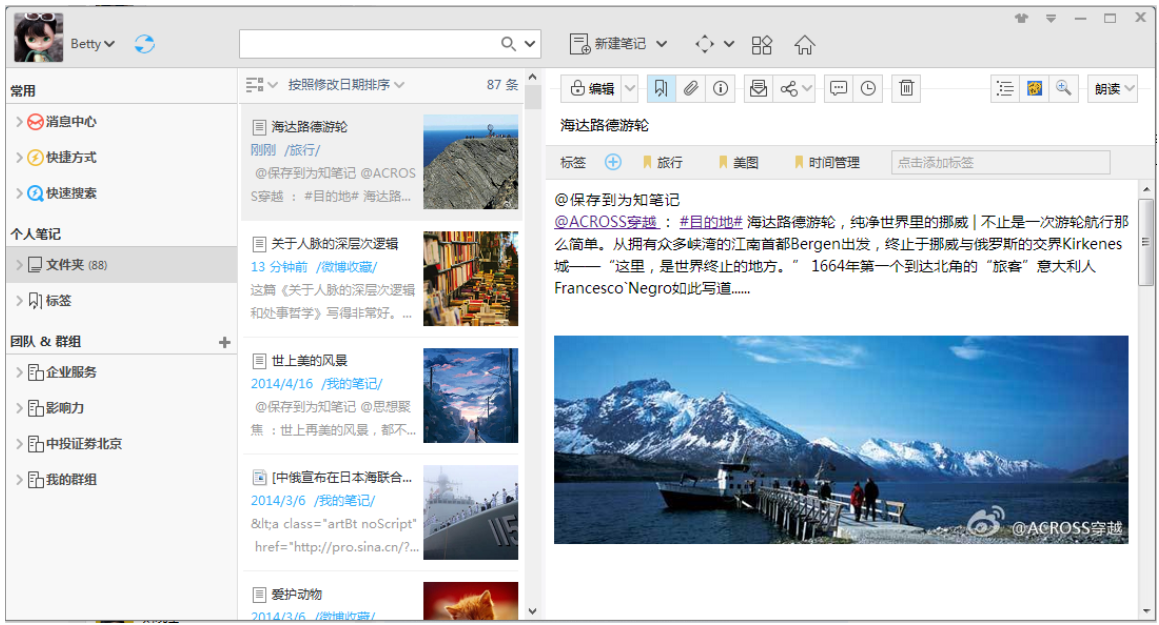 Betty
新建笔记
常用
消息中心
快捷方式
快速搜索
个人笔记
文件夹 (88)
标签
团队 & 群组
企业服务
影响力
中投证券北京
我的群组
按照修改日期排序
87 条
海达路德游轮
刚刚 /旅行/
@保存到为知笔记 @ACROS
S穿越 ： #目的地# 海达路...
关于人脉的深层次逻辑
13 分钟前 /微博收藏/
这篇《关于人脉的深层次逻辑
和处事哲学》写得非常好。...
世上美的风景
2014/4/16 /我的笔记/
@保存到为知笔记 @思想聚
焦 ：世上再美的风景，都不...
[中俄宣布在日本海联合...
2014/3/6 /我的笔记/
&lt;a class="artBt noScript"
href="http://pro.sina.cn/?...
115
爱护动物
2014/3/6 /微博收藏/
编辑
朗读
海达路德游轮
标签
旅行
美图
时间管理
点击添加标签
@保存到为知笔记
@ACROSS穿越 ： #目的地# 海达路德游轮，纯净世界里的挪威 | 不止是一次游轮航行那
么简单。从拥有众多峡湾的江南首都Bergen出发，终止于挪威与俄罗斯的交界Kirkenes
城——“这里，是世界终止的地方。” 1664年第一个到达北角的“旅客”意大利人
Francesco`Negro如此写道......
@ACROSS穿越